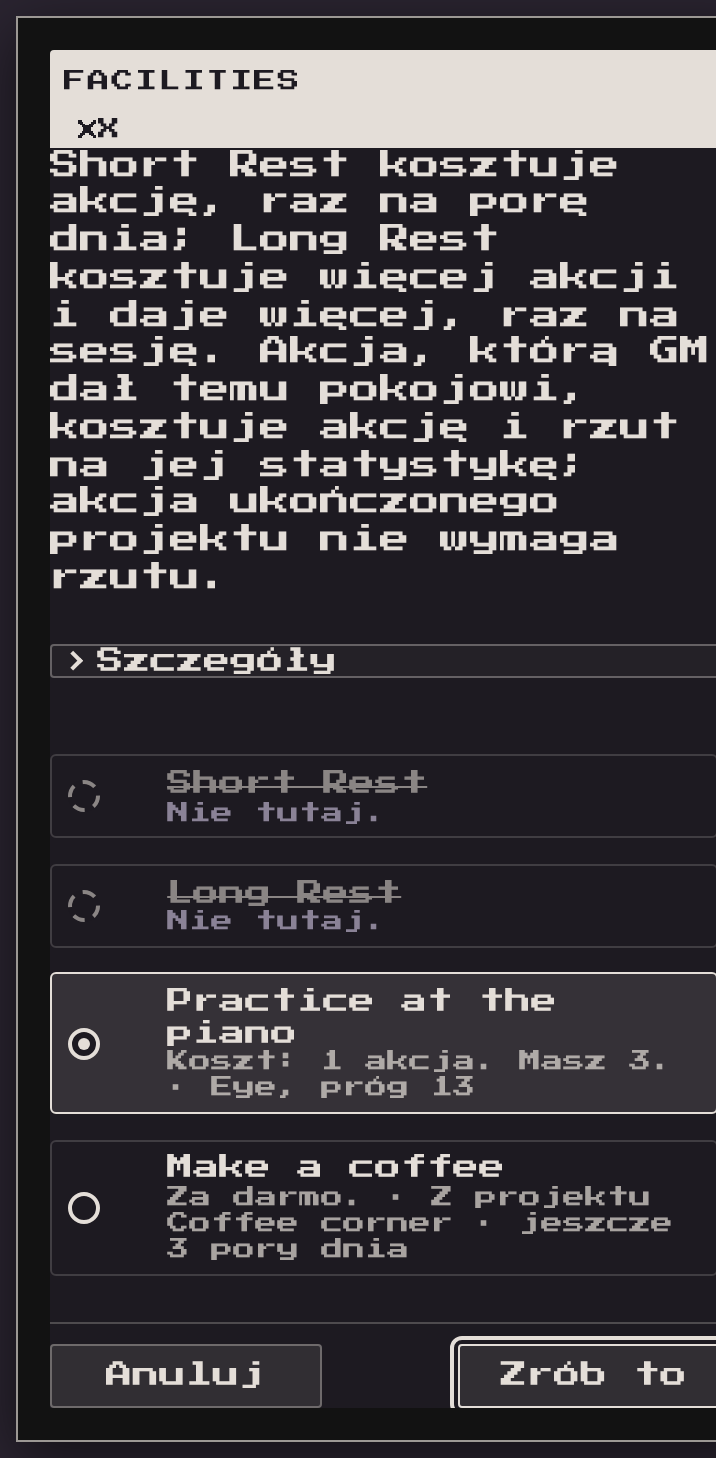 FACILITIES
xX
Short Rest kosztuje
akcję, raz na porę
dnia; Long Rest
kosztuje więcej akcji
i daje więcej, raz na
sesję. Akcja, którą GM
dał temu pokojowi,
kosztuje akcję i rzut
na jej statystykę;
akcja ukończonego
projektu nie wymaga
rzutu.
> Szczegóły
Short Rest
Nie tutaj.
Long Rest
Nie tutaj.
Practice at the
piano
Koszt: 1 akcja. Masz 3.
· Eye, próg 13
Make a coffee
Za darmo. · Z projektu
Coffee corner · jeszcze
3 pory dnia
Anuluj
Zrób to